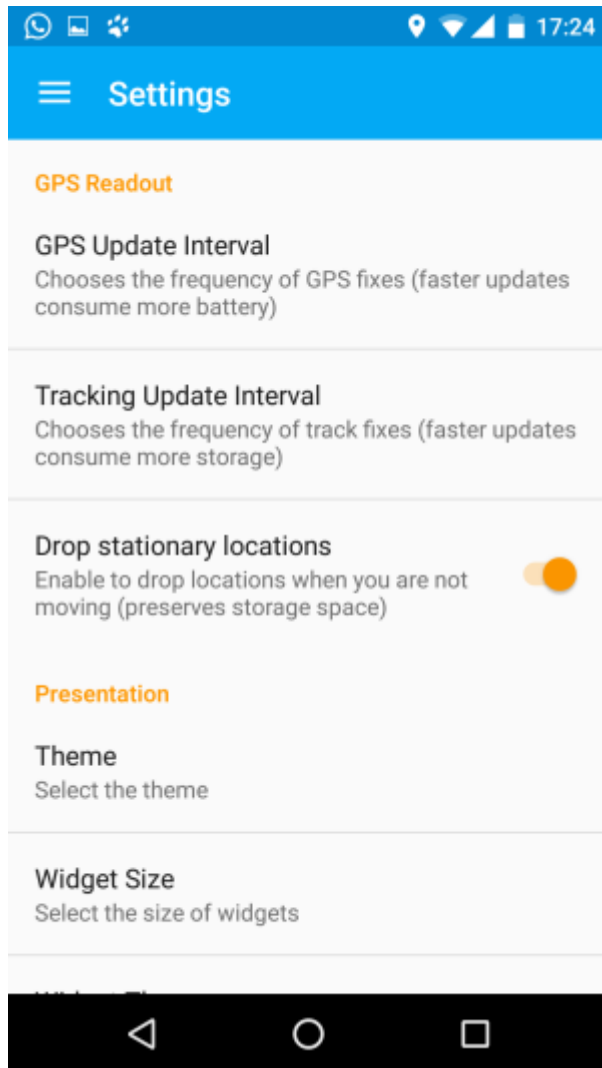 17:24
Settings
GPS Readout
GPS Update Interval
Chooses the frequency of GPS fixes (faster updates
consume more battery)
Tracking Update Interval
Chooses the frequency of track fixes (faster updates
consume more storage)
Drop stationary locations
Enable to drop locations when you are not
moving (preserves storage space)
Presentation
Theme
Select the theme
Widget Size
Select the size of widgets